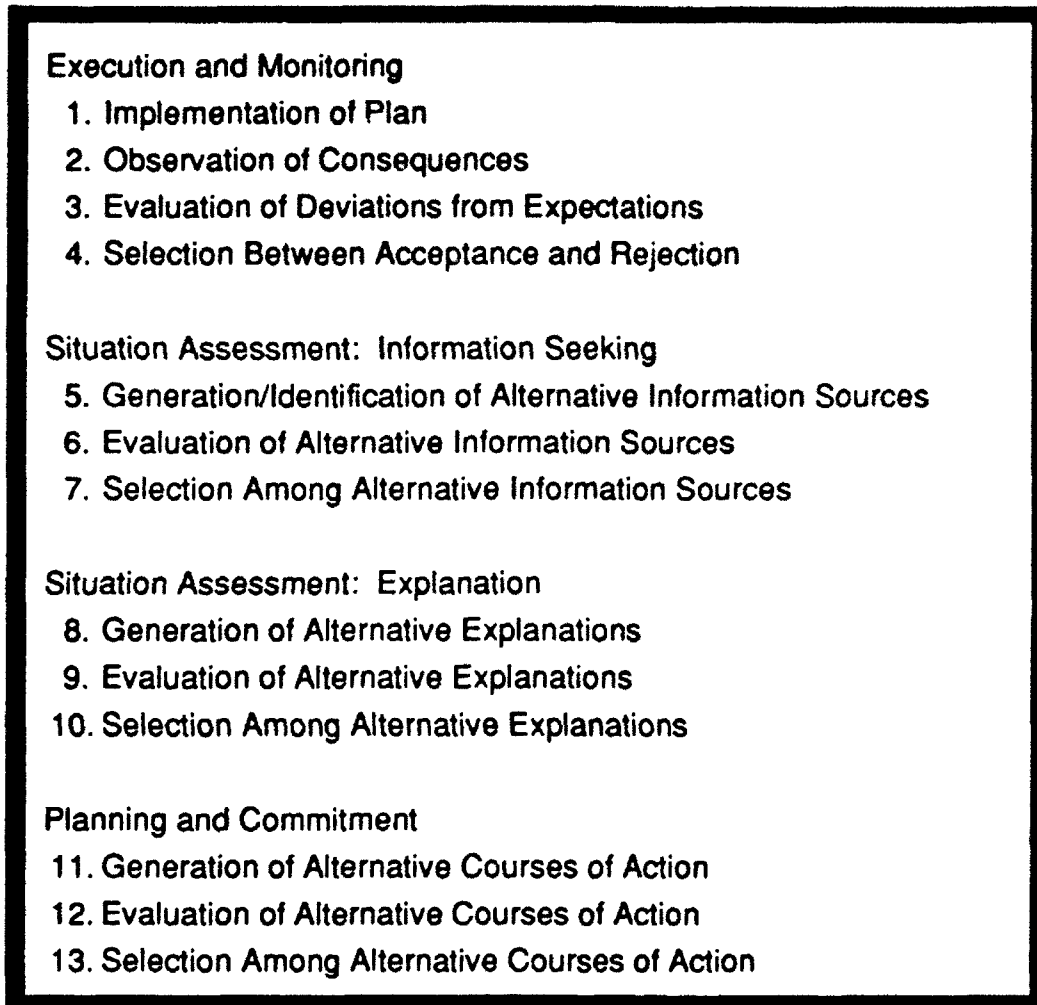 Execution and Monitoring
1. Implementation of Plan
2. Observation of Consequences
3. Evaluation of Deviations from Expectations
4. Selection Between Acceptance and Rejection
Situation Assessment: Information Seeking
5. Generation/Identification of Alternative Information Sources
6. Evaluation of Alternative Information Sources
7. Selection Among Alternative Information Sources
Situation Assessment: Explanation
8. Generation of Alternative Explanations
9. Evaluation of Alternative Explanations
10. Selection Among Alternative Explanations
Planning and Commitment
11. Generation of Alternative Courses of Action
12. Evaluation of Alternative Courses of Action
13. Selection Among Alternative Courses of Action